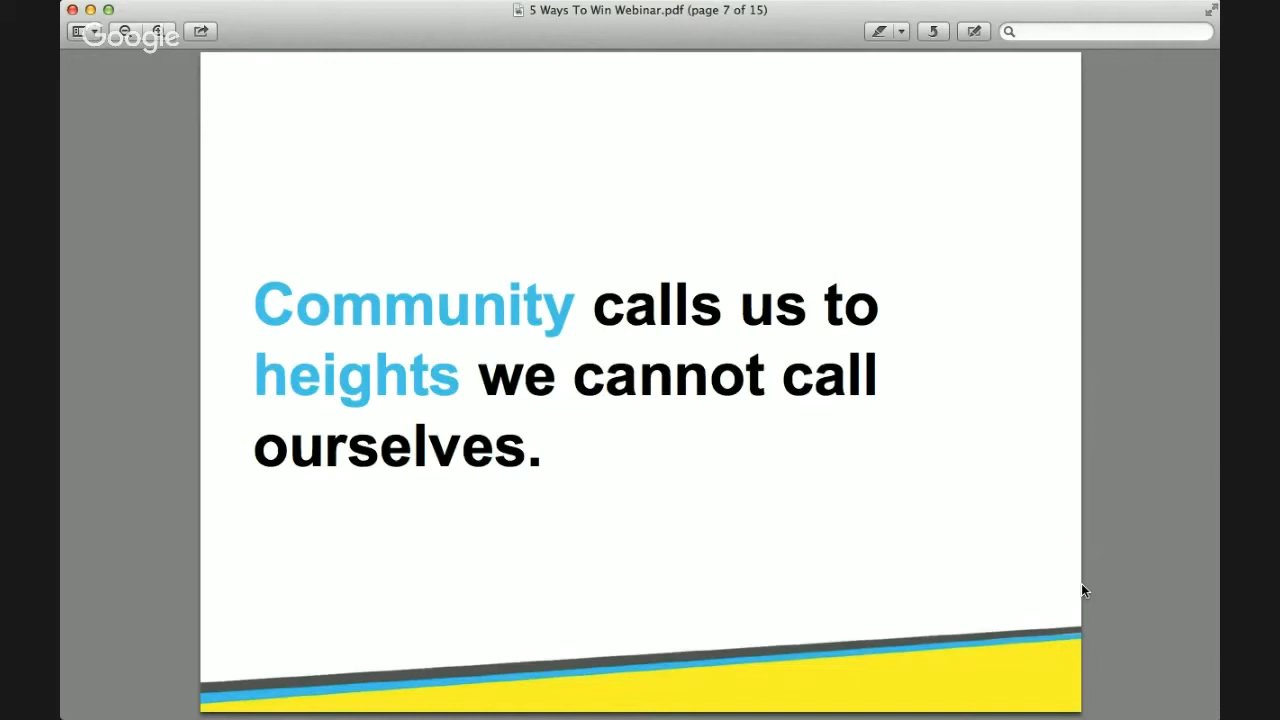 5 Ways To Win Webinar.pdf (page 7 of 15)
Google
Community calls us to
heights we cannot call
ourselves.